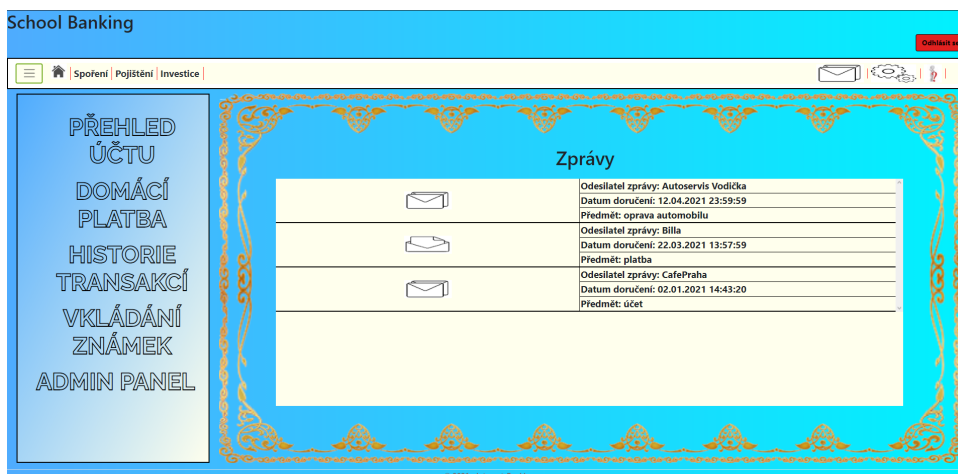 School Banking
Odhlásit se
Spoření
Pojištění
Investice
PŘEHLED
ÚČTU
DOMÁCÍ
PLATBA
HISTORIE
TRANSAKCÍ
VKLÁDÁNÍ
ZNÁMEK
ADMIN PANEL
Zprávy
Odesilatel zprávy: Autoservis Vodička
Datum doručení: 12.04.2021 23:59:59
Předmět: oprava automobilu
Odesilatel zprávy: Billa
Datum doručení: 22.03.2021 13:57:59
Předmět: platba
Odesilatel zprávy: CafePraha
Datum doručení: 02.01.2021 14:43:20
Předmět: účet